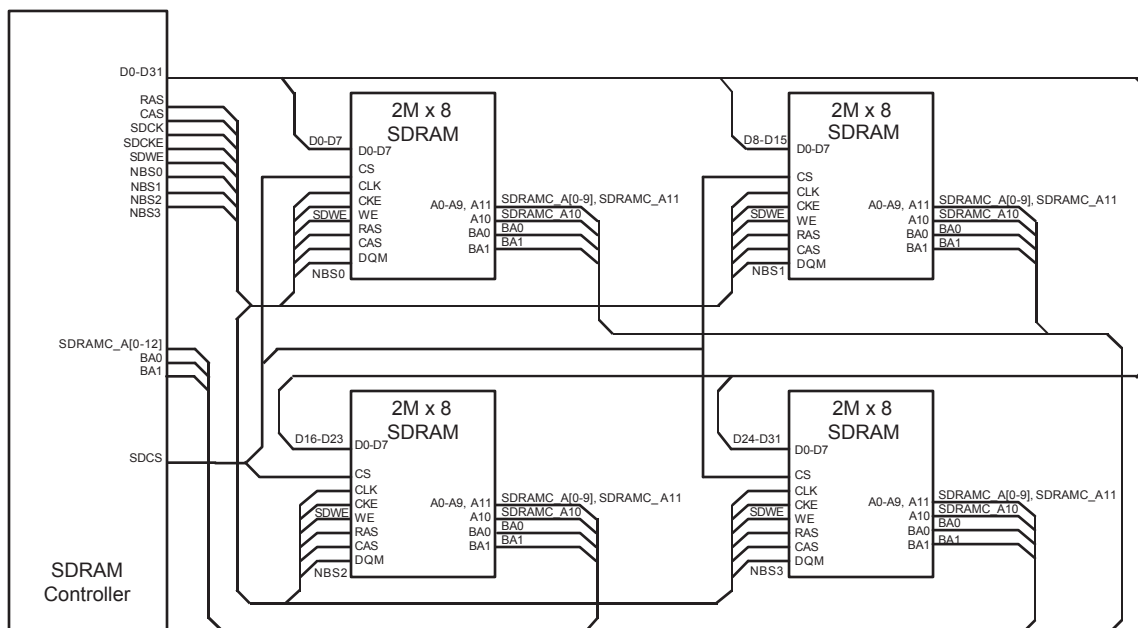 D0-D31
RAS
CAS
SDCK
SDCKE
SDWE
NBS0
NBS1
NBS2
NBS3
SDRAMC_A[0-12]
BA0
BA1
SDCS
SDRAM
Controller
2M x 8
SDRAM
D0-D7
D0-D7
CS
CLK
CKE
SDWE
WE
RAS
CAS
DQM
NBS0
A0-A9, A11
A10
BA0
BA1
SDRAMC_A[0-9], SDRAMC_A11
SDRAMC_A10
BA0
BA1
2M x 8
SDRAM
D8-D15
D0-D7
CS
CLK
CKE
SDWE
WE
RAS
CAS
DQM
NBS1
A0-A9, A11
A10
BA0
BA1
SDRAMC_A[0-9], SDRAMC_A11
SDRAMC_A10
BA0
BA1
2M x 8
SDRAM
D16-D23
D0-D7
CS
CLK
CKE
SDWE
WE
RAS
CAS
DQM
NBS2
A0-A9, A11
A10
BA0
BA1
SDRAMC_A[0-9], SDRAMC_A11
SDRAMC_A10
BA0
BA1
2M x 8
SDRAM
D24-D31
D0-D7
CS
CLK
CKE
SDWE
WE
RAS
CAS
DQM
NBS3
A0-A9, A11
A10
BA0
BA1
SDRAMC_A[0-9], SDRAMC_A11
SDRAMC_A10
BA0
BA1